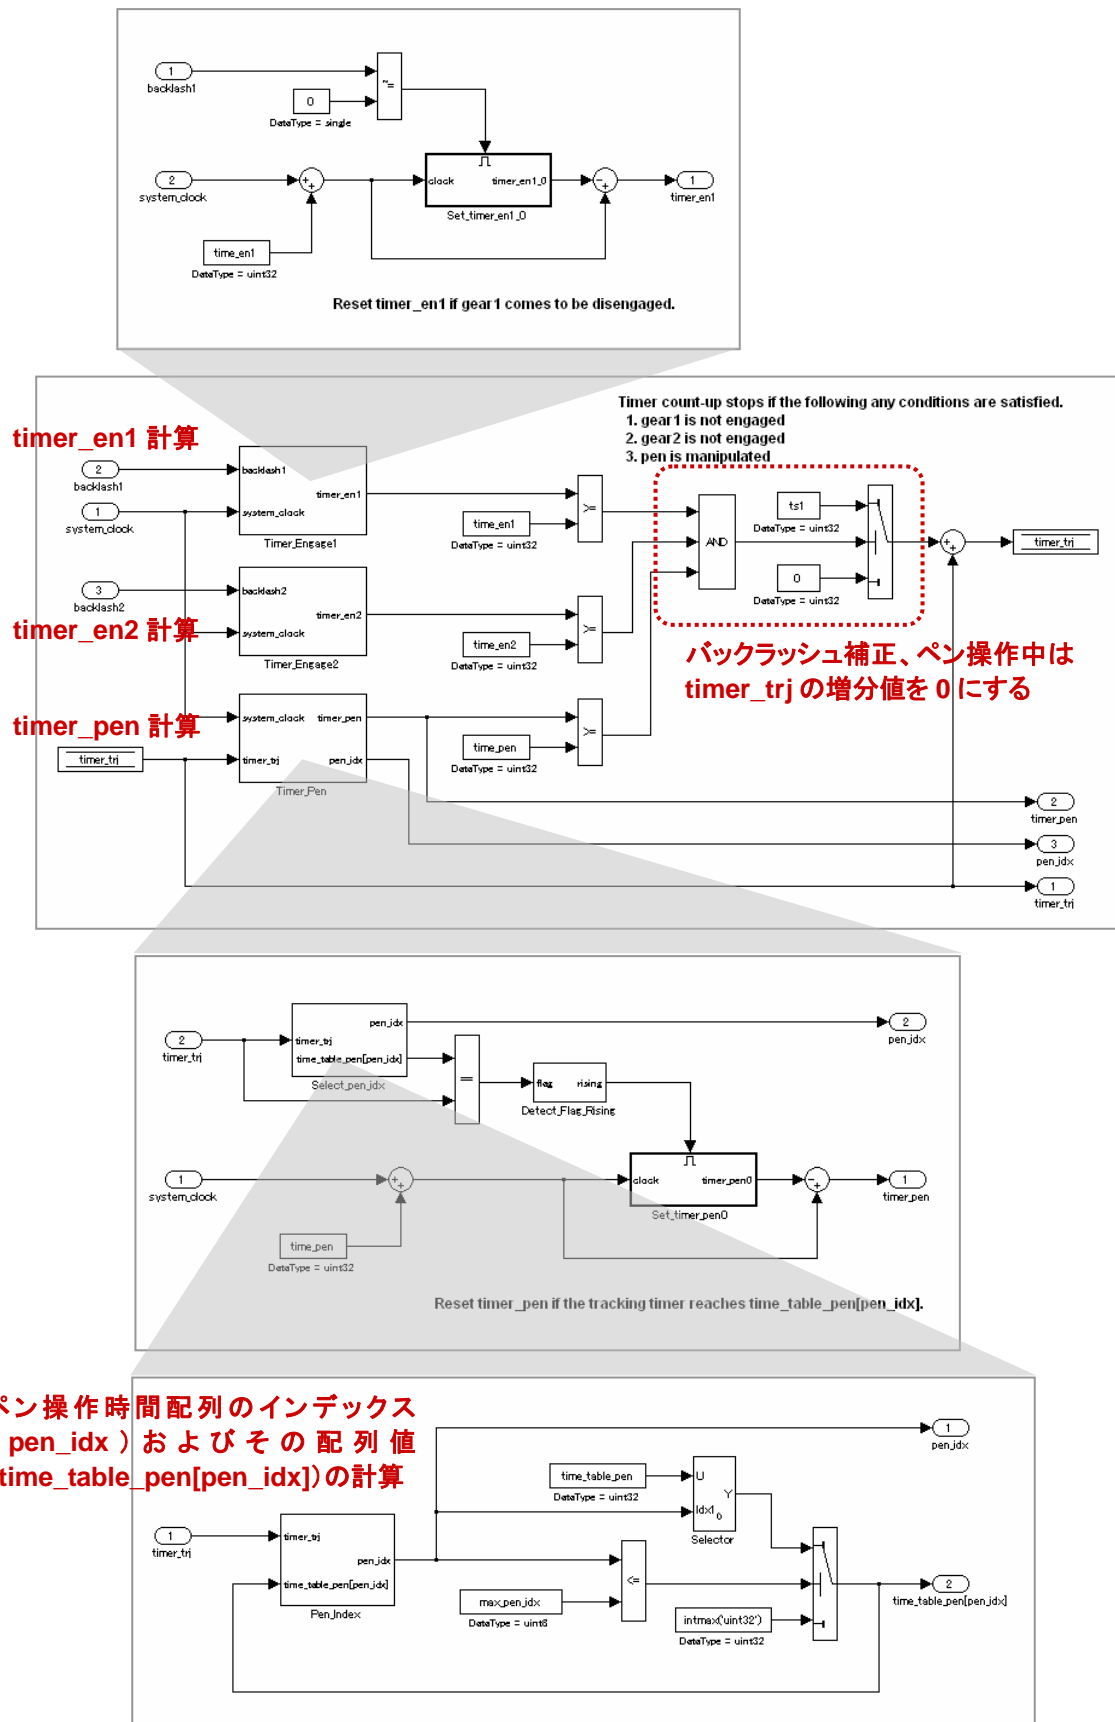 1
backlash1
~=
0
DataType = single
2
system_clock
+
+
clock
timer_en1_0
Set_timer_en1_0
-
+
1
timer_en1
time_en1
DataType = uint32
Reset timer_en1 if gear1 comes to be disengaged.
Timer count-up stops if the following any conditions are satisfied.
1. gear1 is not engaged
2. gear2 is not engaged
3. pen is manipulated
timer_en1 計算
2
backlash1
1
system_clock
backlash1
timer_en1
system_clock
Timer_Engage1
time_en1
DataType = uint32
>=
AND
ts1
DataType = uint32
0
DataType = uint32
+
+
timer_trj
3
backlash2
timer_en2 計算
backlash2
timer_en2
system_clock
Timer_Engage2
time_en2
DataType = uint32
>=
バックラッシュ補正、ペン操作中は
timer_trj の増分値を 0 にする
timer_pen 計算
timer_trj
system_clock
timer_pen
timer_trj
pen_idx
Timer_Pen
time_pen
DataType = uint32
>=
2
timer_pen
3
pen_idx
1
timer_trj
2
timer_trj
pen_idx
timer_trj
time_table_pen[pen_idx]
Select_pen_idx
==
flag
rising
Detect_Flag_Rising
2
pen_idx
1
system_clock
+
+
time_pen
DataType = uint32
clock
timer_pen0
Set_timer_pen0
-
+
1
timer_pen
Reset timer_pen if the tracking timer reaches time_table_pen[pen_idx].
ペン操作時間配列のインデックス
pen_idx ）およびその配列値
time_table_pen[pen_idx]）の計算
1
pen_idx
time_table_pen
DataType = uint32
U
Y
Idx1
0
Selector
1
timer_trj
timer_trj
pen_idx
time_table_pen[pen_idx]
Pen_Index
max_pen_idx
DataType = uint8
<=
intmax('uint32')
DataType = uint32
2
time_table_pen[pen_idx]